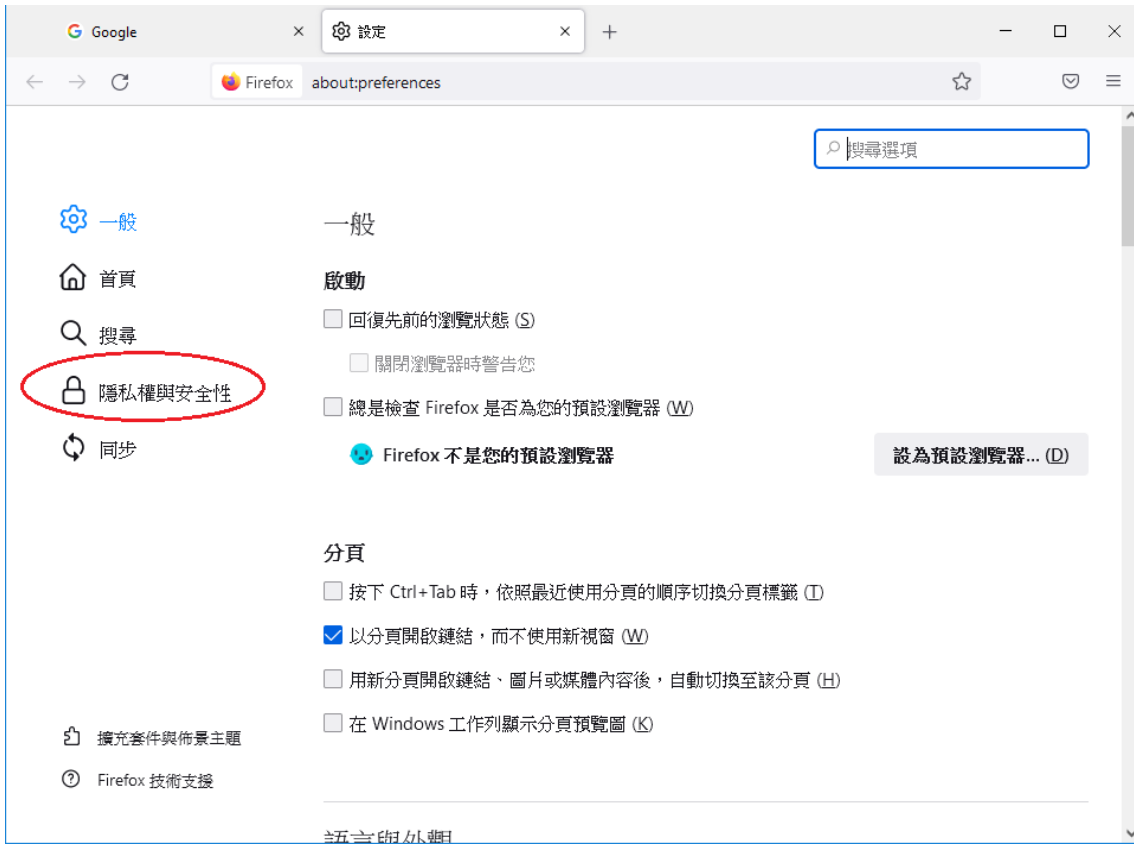 Google
設定
Firefox about:preferences
搜尋選項
一般
首頁
搜尋
隱私權與安全性
同步
擴充套件與佈景主題
Firefox 技術支援
一般
啟動
回復先前的瀏覽狀態 (S)
關閉瀏覽器時警告您
總是檢查 Firefox 是否為您的預設瀏覽器 (W)
Firefox 不是您的預設瀏覽器
設為預設瀏覽器... (D)
分頁
按下 Ctrl+Tab 時，依照最近使用分頁的順序切換分頁標籤 (T)
以分頁開啟鏈結，而不使用新視窗 (W)
用新分頁開啟鏈結、圖片或媒體內容後，自動切換至該分頁 (H)
在 Windows 工作列顯示分頁預覽圖 (K)
語言與外觀